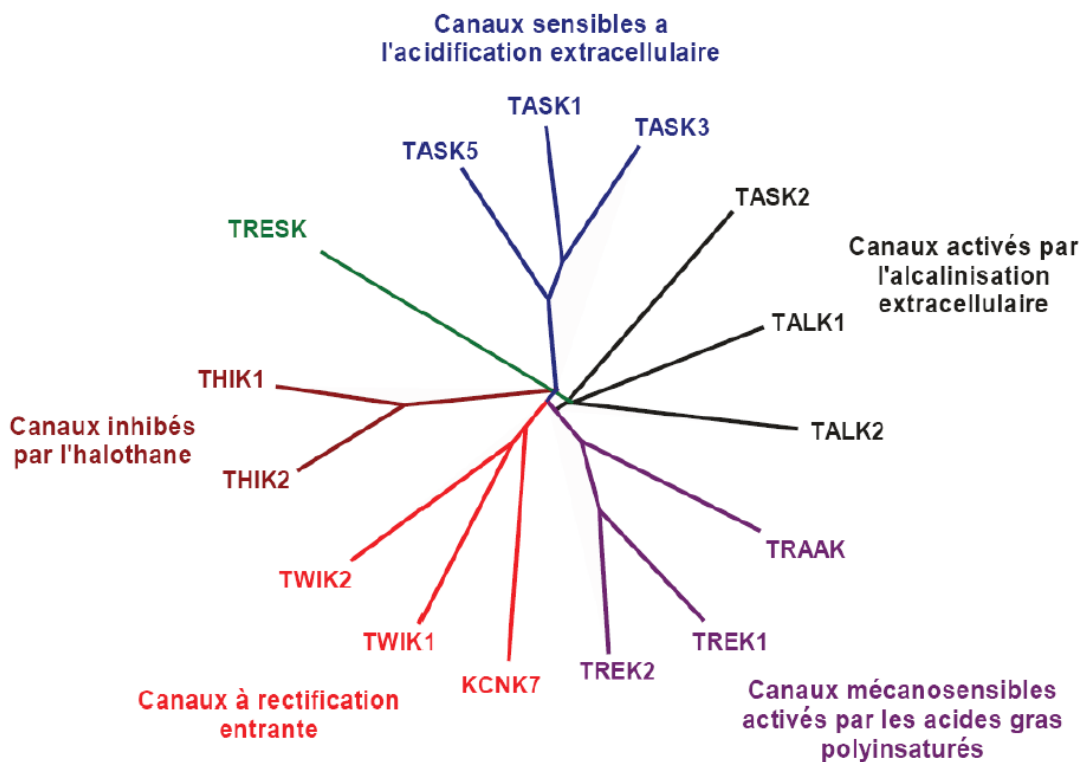 Canaux sensibles a
l'acidification extracellulaire
TASK1
TASK3
TASK5
TASK2
TRESK
Canaux activés par
l'alcalinisation
extracellulaire
TALK1
THIK1
Canaux inhibés
par l'halothane
TALK2
THIK2
TRAAK
TWIK2
TWIK1
TREK1
TREK2
KCNK7
Canaux à rectification
entrante
Canaux mécanosensibles
activés par les acides gras
polyinsaturés